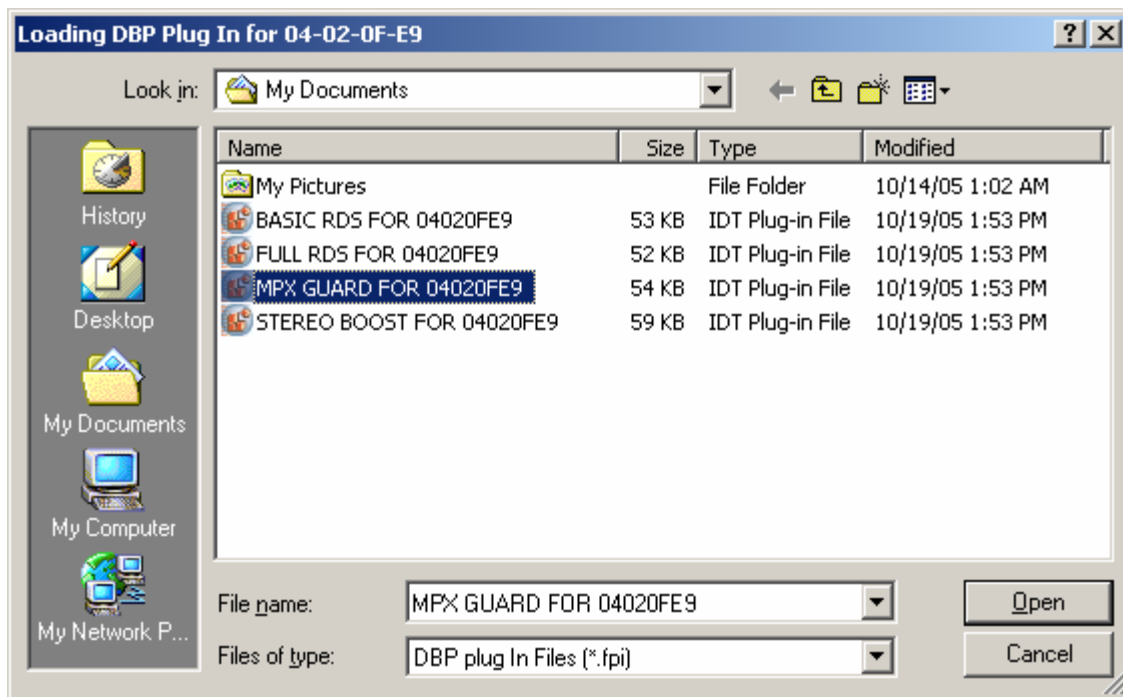 Loading DBP Plug In for 04-02-0F-E9
Look in: My Documents
History
Desktop
My Documents
My Computer
My Network P...
Name Size Type Modified
My Pictures File Folder 10/14/05 1:02 AM
BASIC RDS FOR 04020FE9 53 KB IDT Plug-in File 10/19/05 1:53 PM
FULL RDS FOR 04020FE9 52 KB IDT Plug-in File 10/19/05 1:53 PM
MPX GUARD FOR 04020FE9 54 KB IDT Plug-in File 10/19/05 1:53 PM
STEREO BOOST FOR 04020FE9 59 KB IDT Plug-in File 10/19/05 1:53 PM
File name: MPX GUARD FOR 04020FE9 Open
Files of type: DBP plug In Files (*.fpi) Cancel